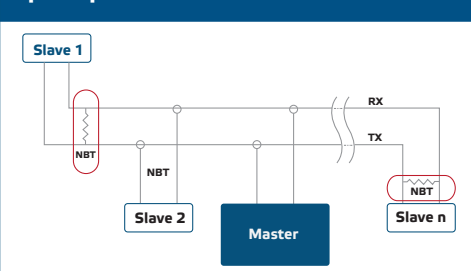 Slave 1
RX
TX
NBT
NBT
NBT
Slave 2
Slave n
Master